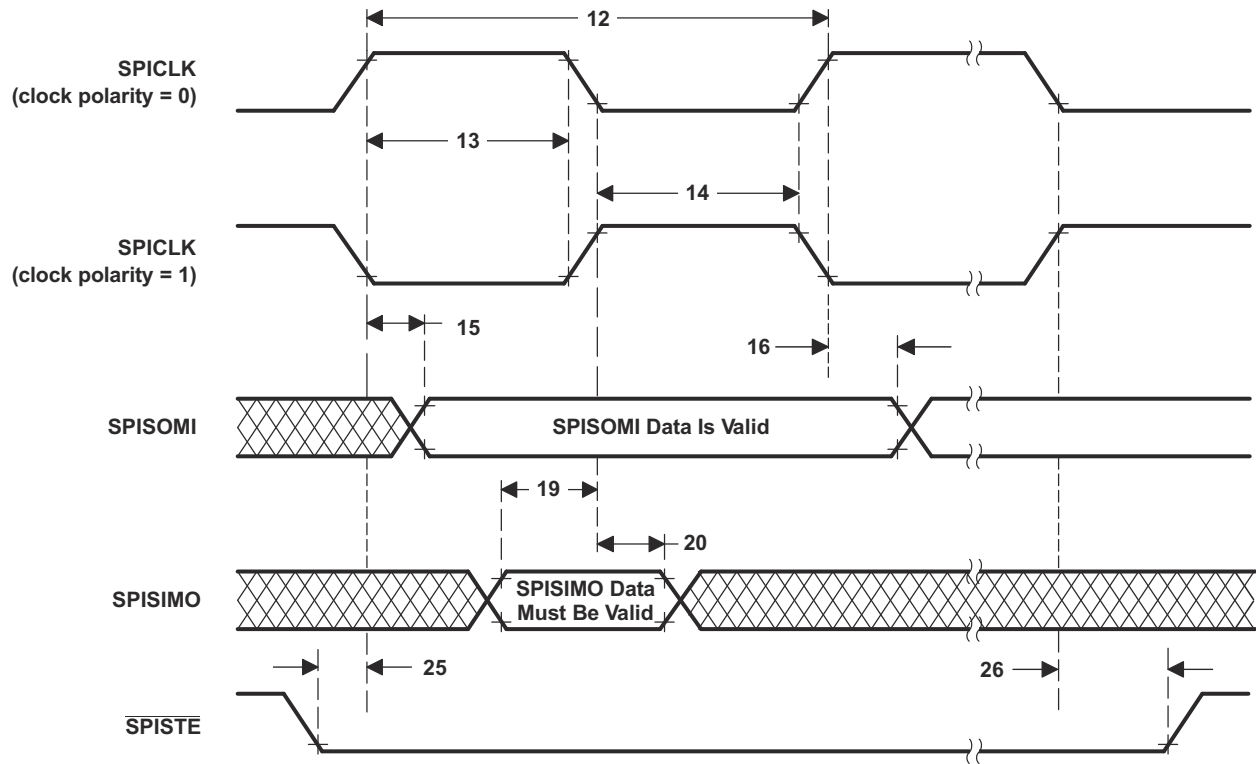 12
SPICLK
(clock polarity = 0)
13
14
SPICLK
(clock polarity = 1)
15
16
SPISOMI
SPISOMI Data Is Valid
19
20
SPISIMO
SPISIMO Data
Must Be Valid
25
26
SPISTE